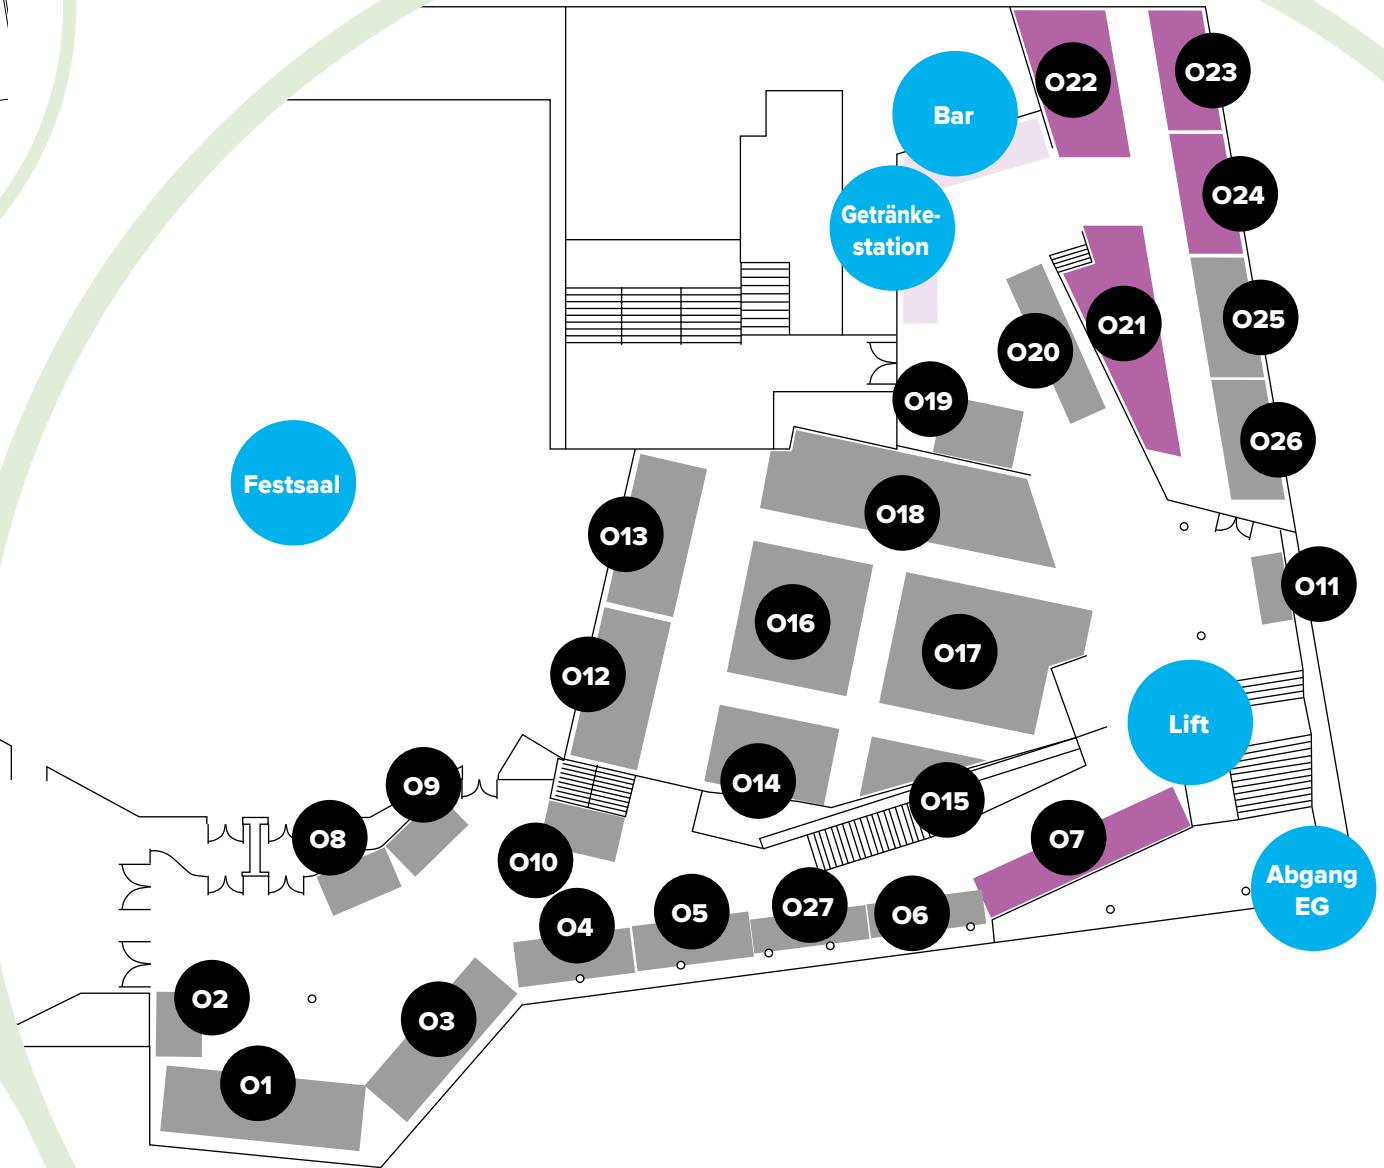 O22
O23
Bar
O24
Getränke-
station
O21
O25
O20
O19
O26
Festsaal
O18
O13
O11
O16
O17
O12
Lift
O14
O9
O15
O8
O7
O10
Abgang
EG
O5
O27
O6
O4
O2
O3
O1